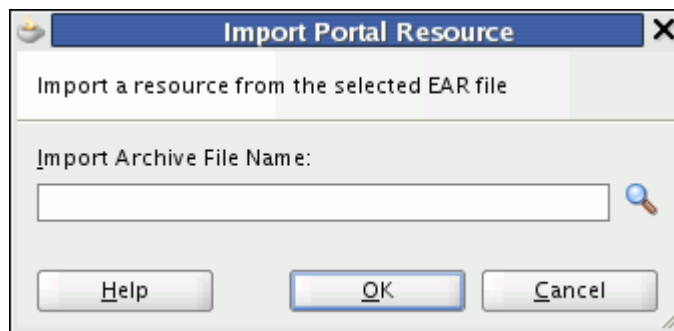 Import Portal Resource
Import a resource from the selected EAR file
Import Archive File Name:
Help OK Cancel